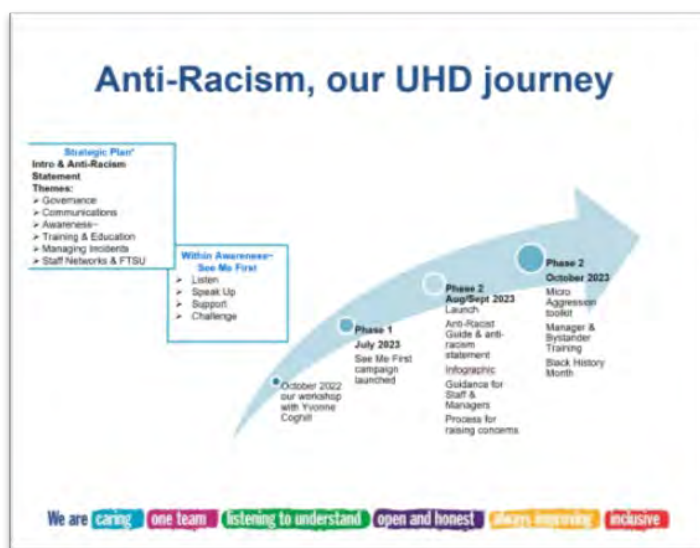 Anti-Racism, our UHD journey
Strategic Plan*
Intro & Anti-Racism
Statement
Themes:
➢ Governance
➢ Communications
➢ Awareness~
➢ Training & Education
➢ Managing Incidents
➢ Staff Networks & FTSU
Within Awareness~
See Me First
➢ Listen
➢ Speak Up
➢ Support
➢ Challenge
October 2022
our workshop
with Yvonne
Coghill
Phase 1
July 2023
See Me First
campaign
launched
Phase 2
Aug/Sept 2023
Launch
Anti-Racist
Guide & anti-
racism
statement
Infographic
Guidance for
Staff &
Managers
Process for
raising concerns
Phase 2
October 2023
Micro
Aggression
toolkit
Manager &
Bystander
Training
Black History
Month
We are caring one team listening to understand open and honest always improving inclusive